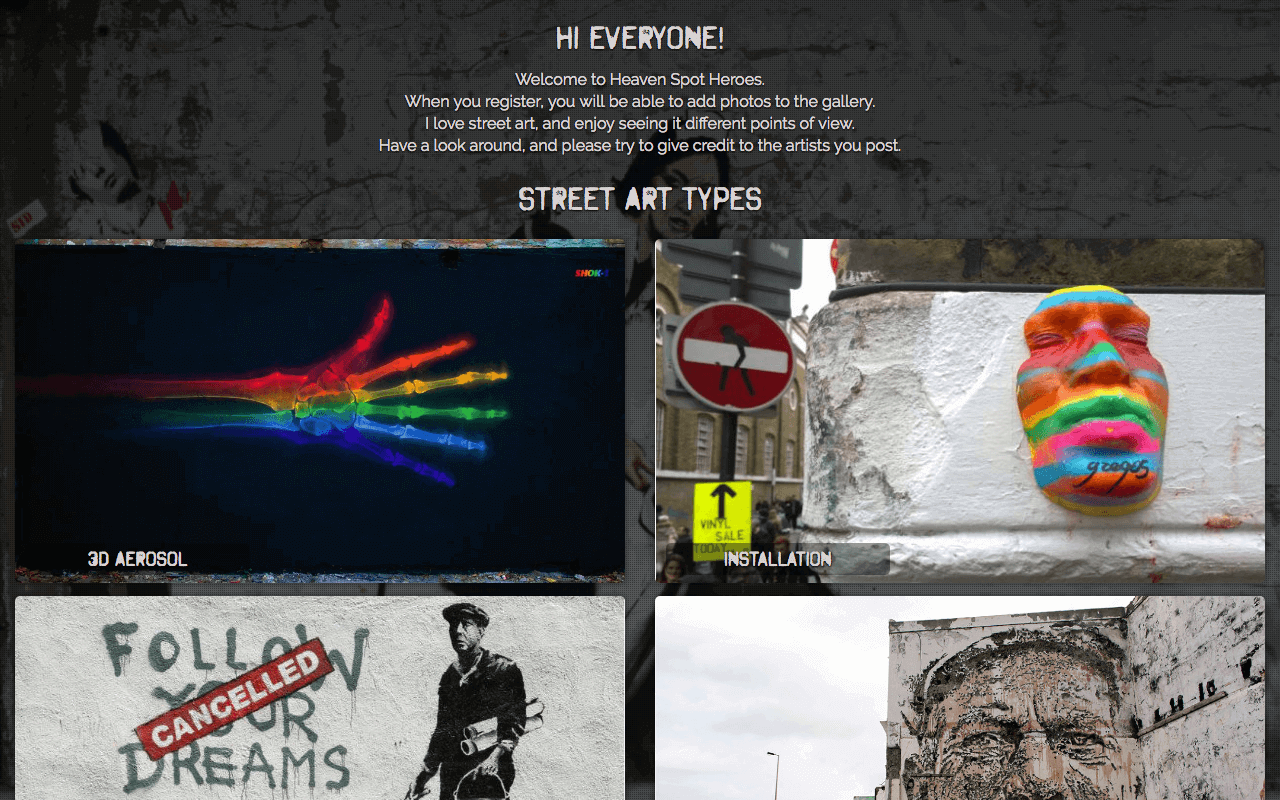 HI EVERYONE!
Welcome to Heaven Spot Heroes.
When you register, you will be able to add photos to the gallery.
I love street art, and enjoy seeing it different points of view.
Have a look around, and please try to give credit to the artists you post.
STREET ART TYPES
SHOK-1
3D AEROSOL
gregos
VINYL
SALE
TODAY
INSTALLATION
FOLLOW
YOUR
DREAMS
CANCELLED